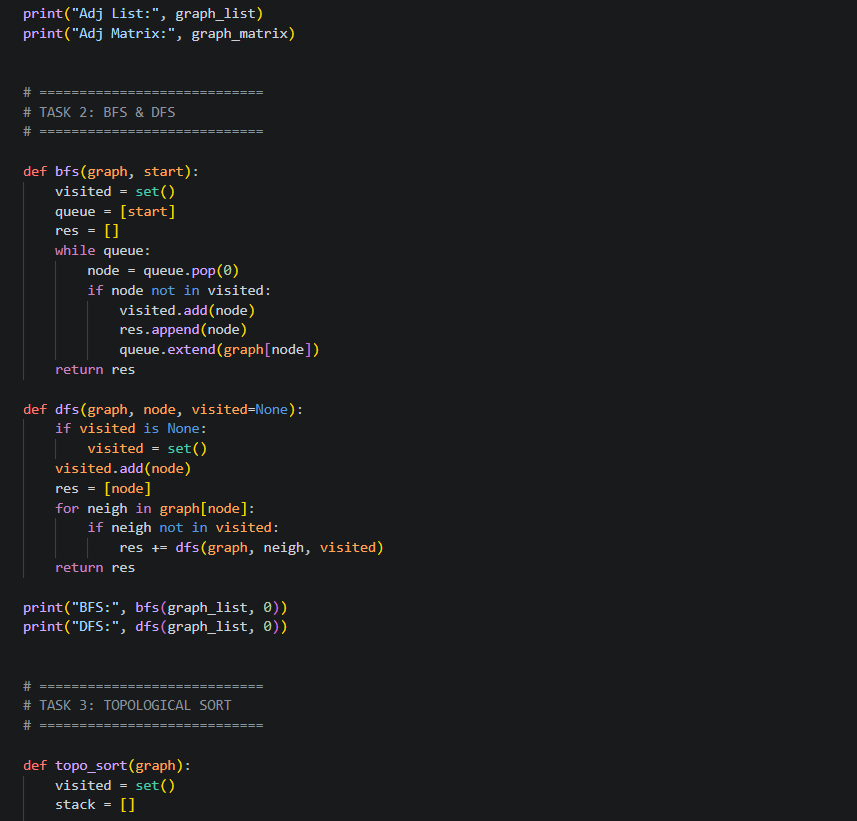 print("Adj List:", graph_list)
print("Adj Matrix:", graph_matrix)
# ============================
# TASK 2: BFS & DFS
# ============================
def bfs(graph, start):
    visited = set()
    queue = [start]
    res = []
    while queue:
        node = queue.pop(0)
        if node not in visited:
            visited.add(node)
            res.append(node)
            queue.extend(graph[node])
    return res
def dfs(graph, node, visited=None):
    if visited is None:
        visited = set()
    visited.add(node)
    res = [node]
    for neigh in graph[node]:
        if neigh not in visited:
            res += dfs(graph, neigh, visited)
    return res
print("BFS:", bfs(graph_list, 0))
print("DFS:", dfs(graph_list, 0))
# ============================
# TASK 3: TOPOLOGICAL SORT
# ============================
def topo_sort(graph):
    visited = set()
    stack = []